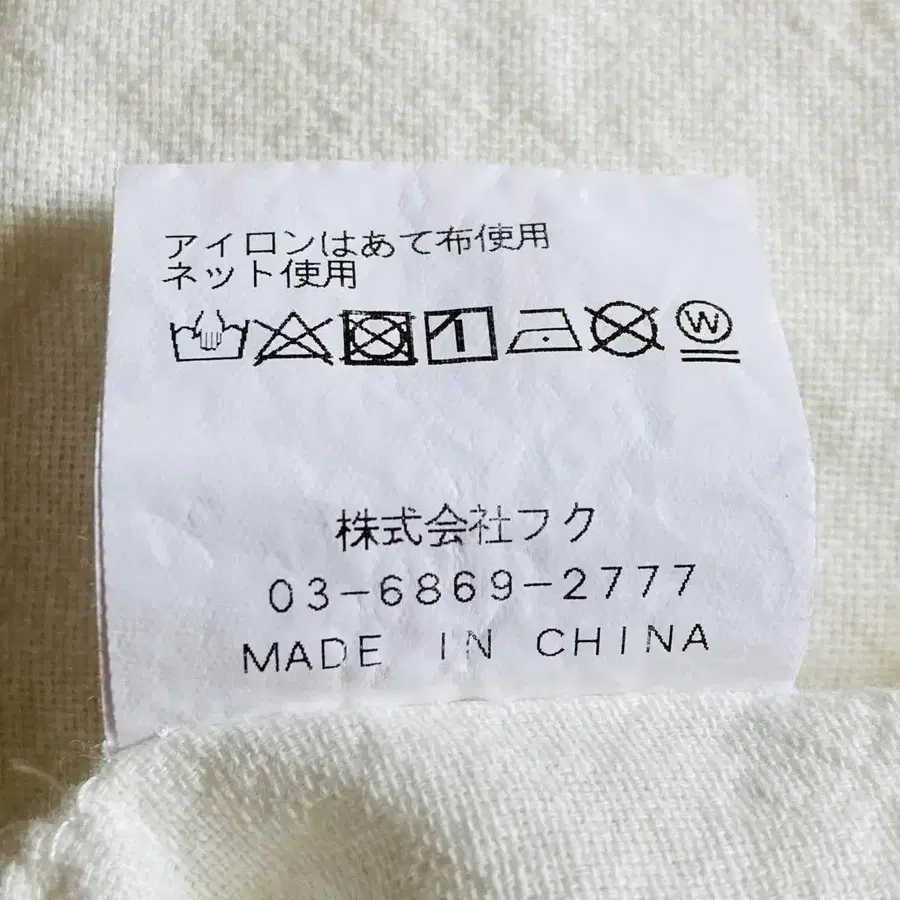 アイロンはあて布使用
ネット使用
W
株式会社フク
03-6869-2777
MADE IN CHINA